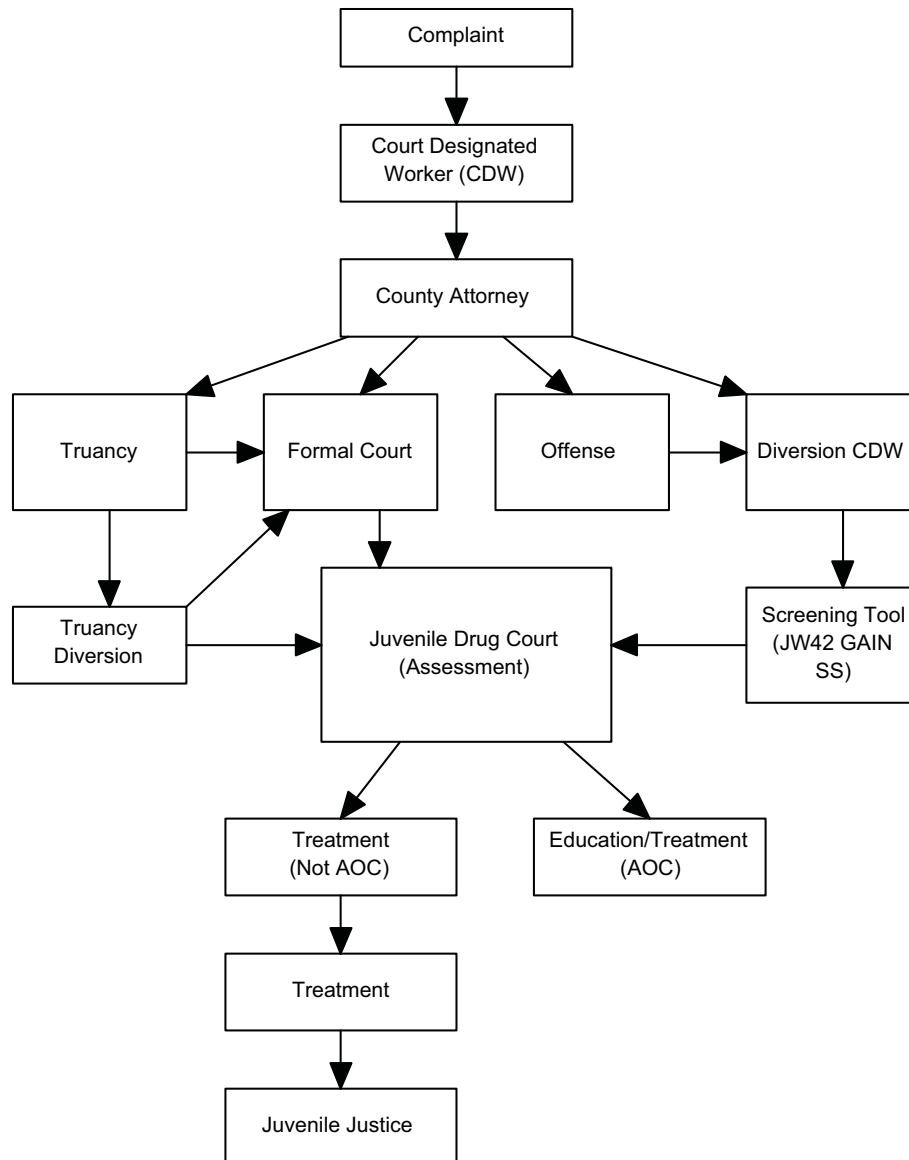 Complaint
Court Designated
Worker (CDW)
County Attorney
Truancy
Formal Court
Offense
Diversion CDW
Truancy
Diversion
Juvenile Drug Court
(Assessment)
Screening Tool
(JW42 GAIN
SS)
Treatment
(Not AOC)
Education/Treatment
(AOC)
Treatment
Juvenile Justice